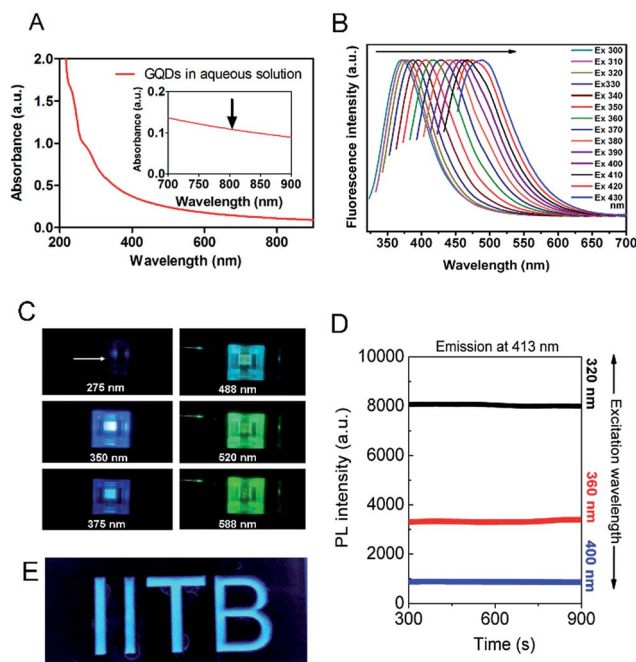 A
GQDs in aqueous solution
Absorbance (a.u.)
2.0
1.5
1.0
0.5
0.0
200
400
600
800
Wavelength (nm)
Absorbance (a.u.)
0.2
0.1
0.0
700
800
900
Wavelength (nm)
B
Fluorescence intensity (a.u.)
350 400 450 500 550 600 650 700
Wavelength (nm)
Ex 300
Ex 310
Ex 320
Ex330
Ex 340
Ex 350
Ex 360
Ex 370
Ex 380
Ex 390
Ex 400
Ex 410
Ex 420
Ex 430
nm
C
275 nm
488 nm
350 nm
520 nm
375 nm
588 nm
D
Emission at 413 nm
PL intensity (a.u.)
10000
8000
6000
4000
2000
0
300
600
900
Time (s)
320 nm
360 nm
400 nm
Excitation wavelength
E
IITB